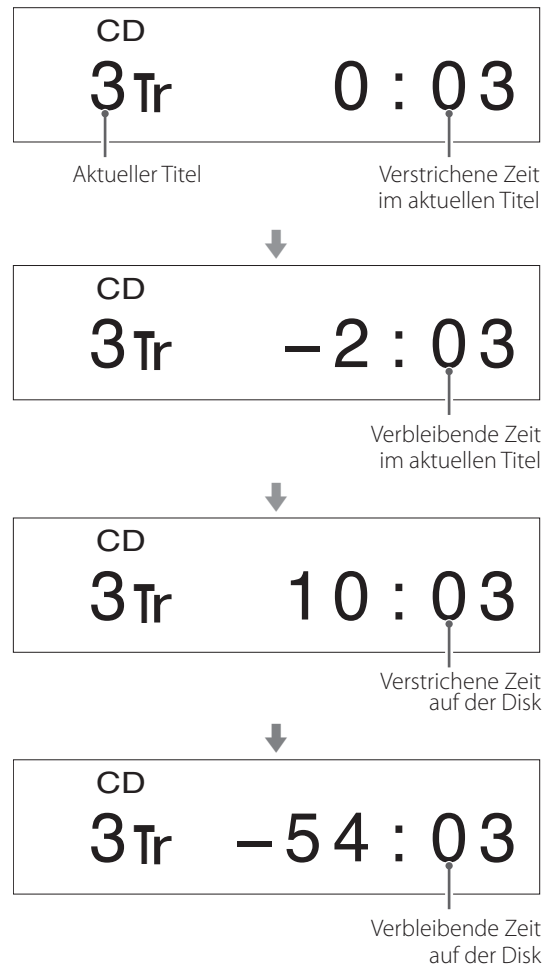 CD
3Tr 0:03
Aktueller Titel
Verstrichene Zeit
im aktuellen Titel
CD
3Tr –2:03
Verbleibende Zeit
im aktuellen Titel
CD
3Tr 10:03
Verstrichene Zeit
auf der Disk
CD
3Tr –54:03
Verbleibende Zeit
auf der Disk